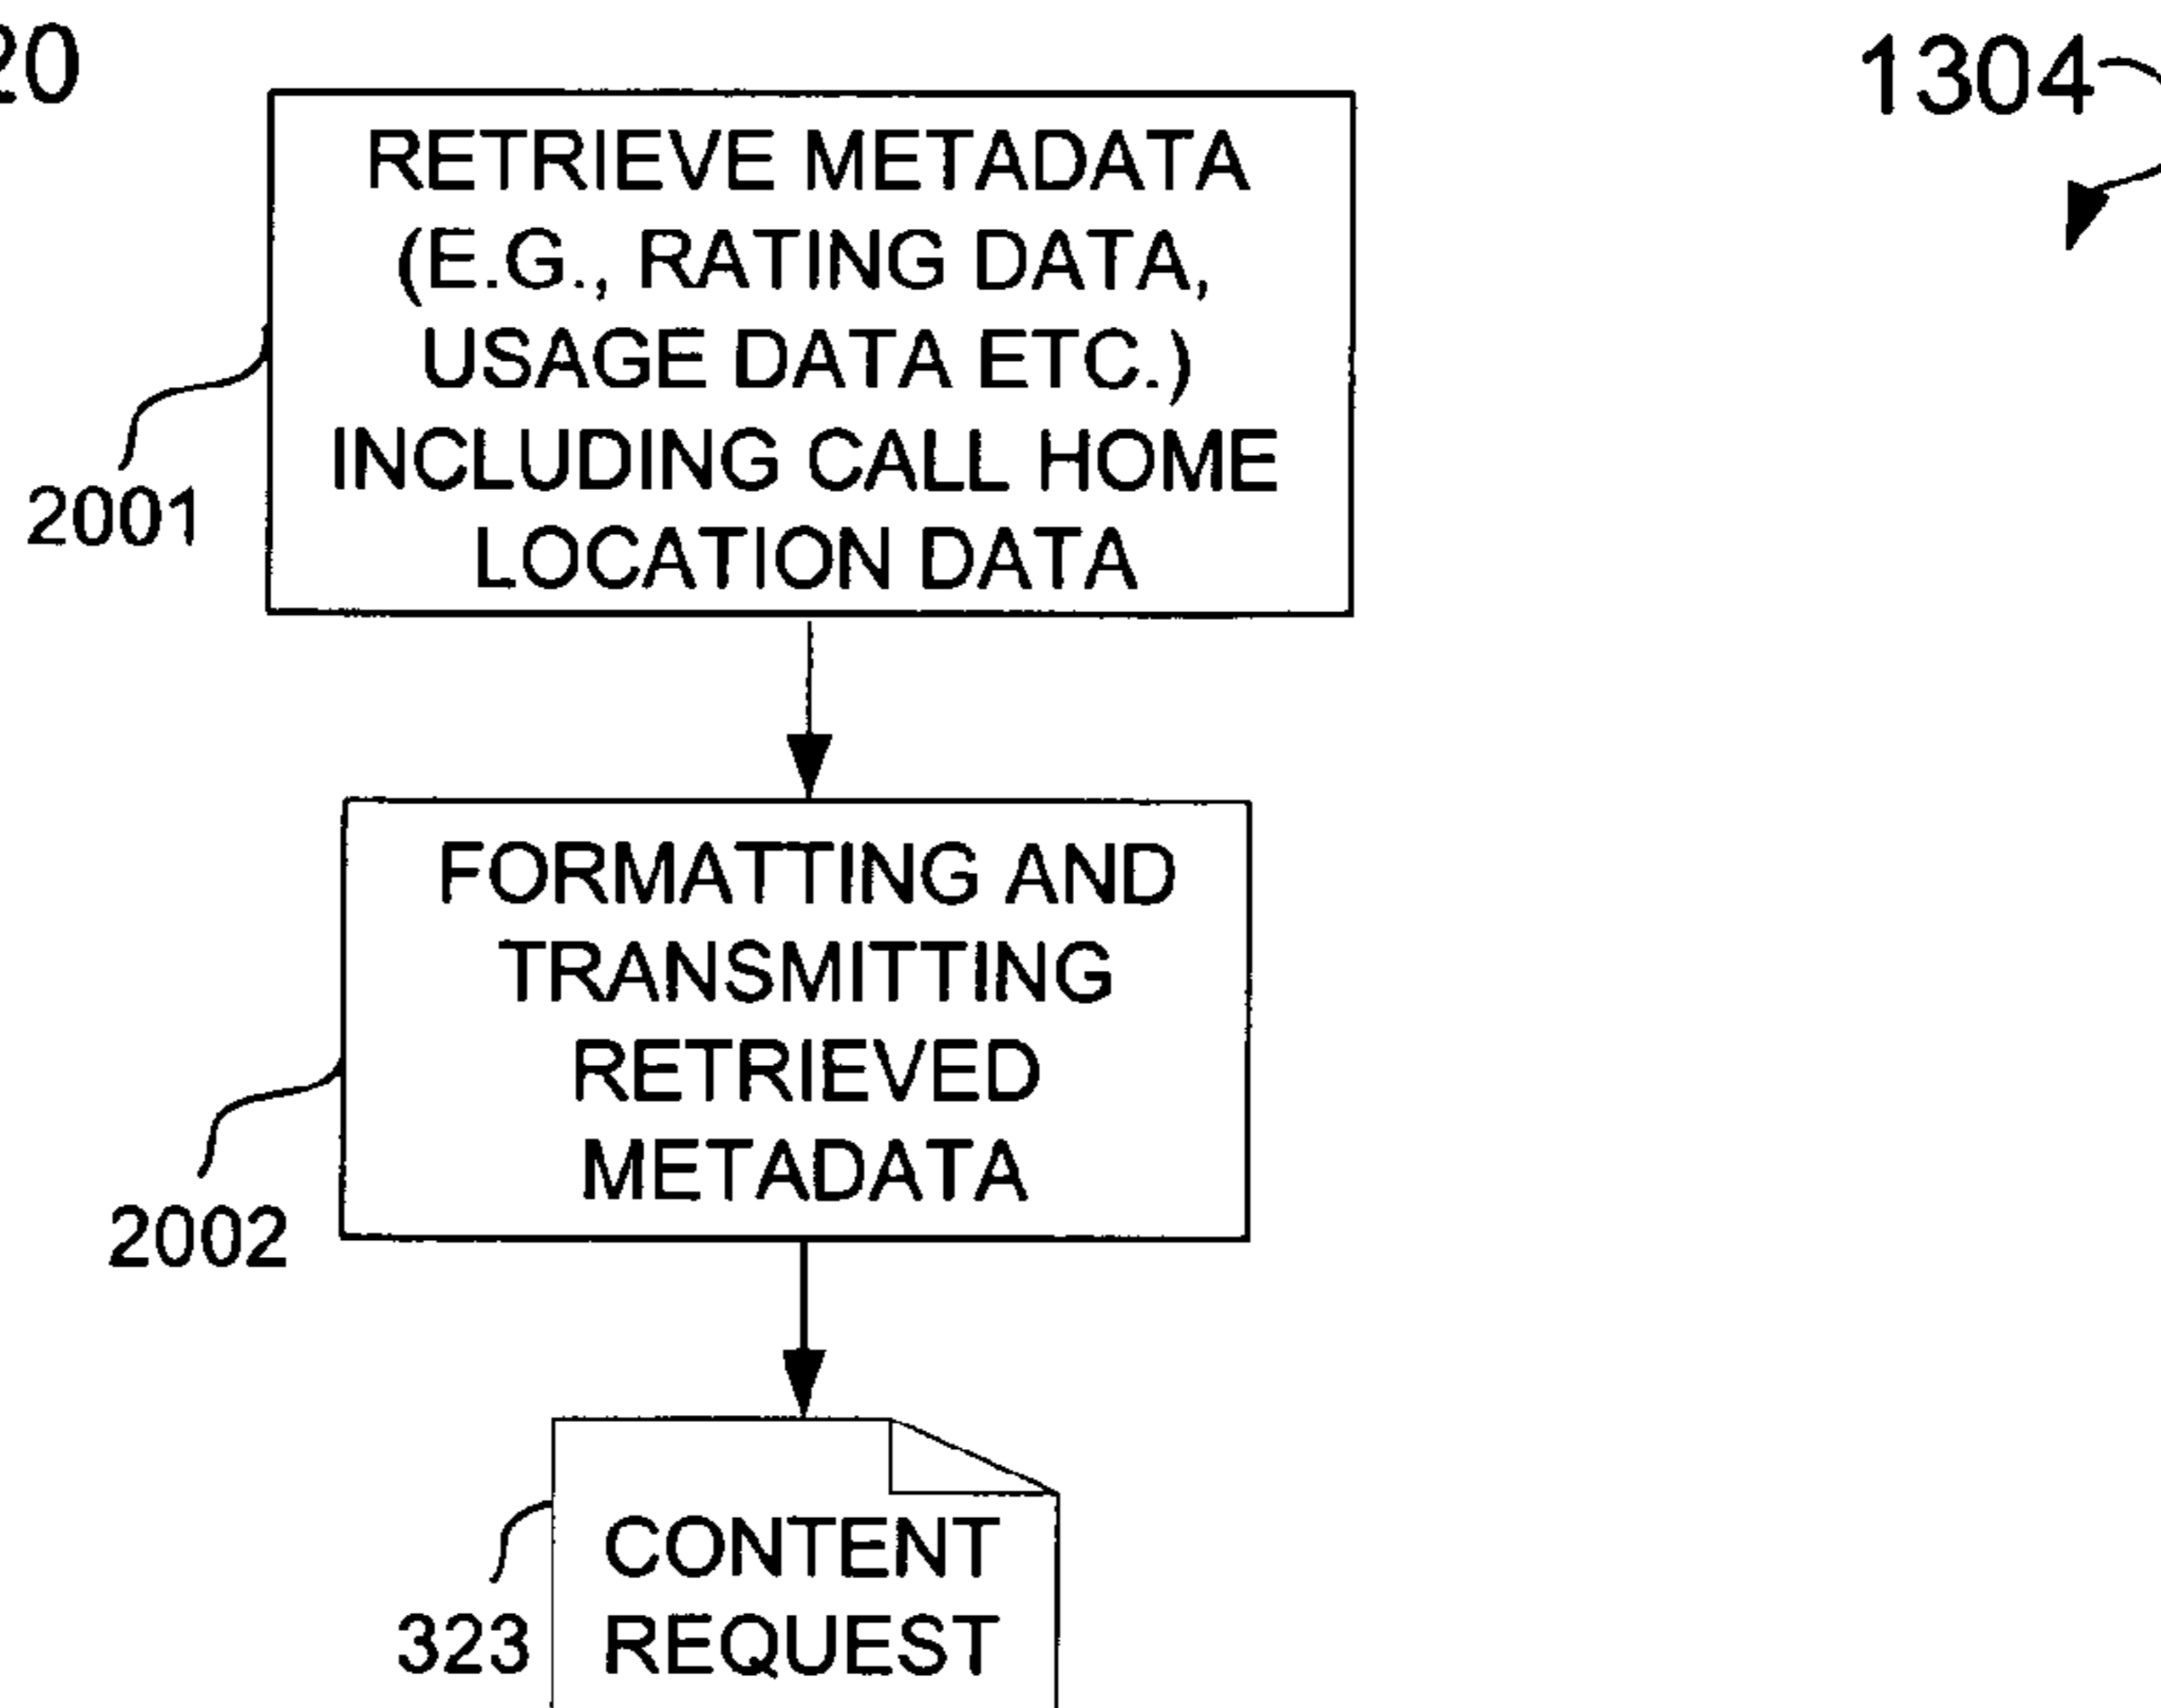 20
1304
RETRIEVE METADATA
(E.G., RATING DATA,
USAGE DATA ETC.)
INCLUDING CALL HOME
LOCATION DATA
2001
FORMATTING AND
TRANSMITTING
RETRIEVED
METADATA
2002
CONTENT
REQUEST
323